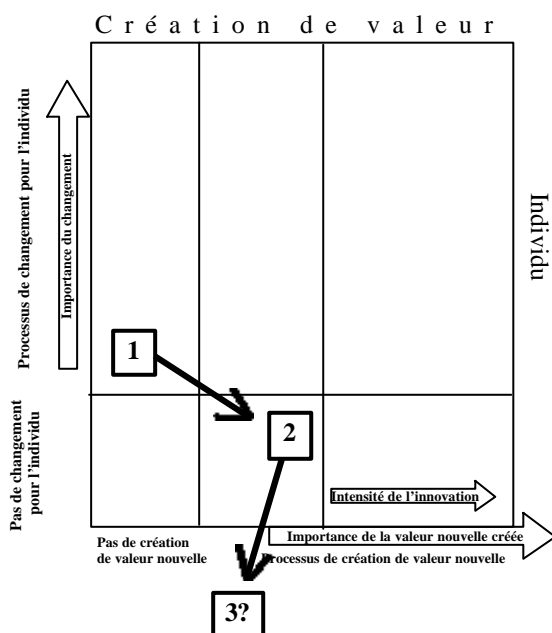 Création de valeur
Processus de changement pour l'individu
Importance du changement
Individu
1
2
Pas de changement
pour l'individu
Intensité de l'innovation
Importance de la valeur nouvelle créée
Pas de création
de valeur nouvelle
Processus de création de valeur nouvelle
3?